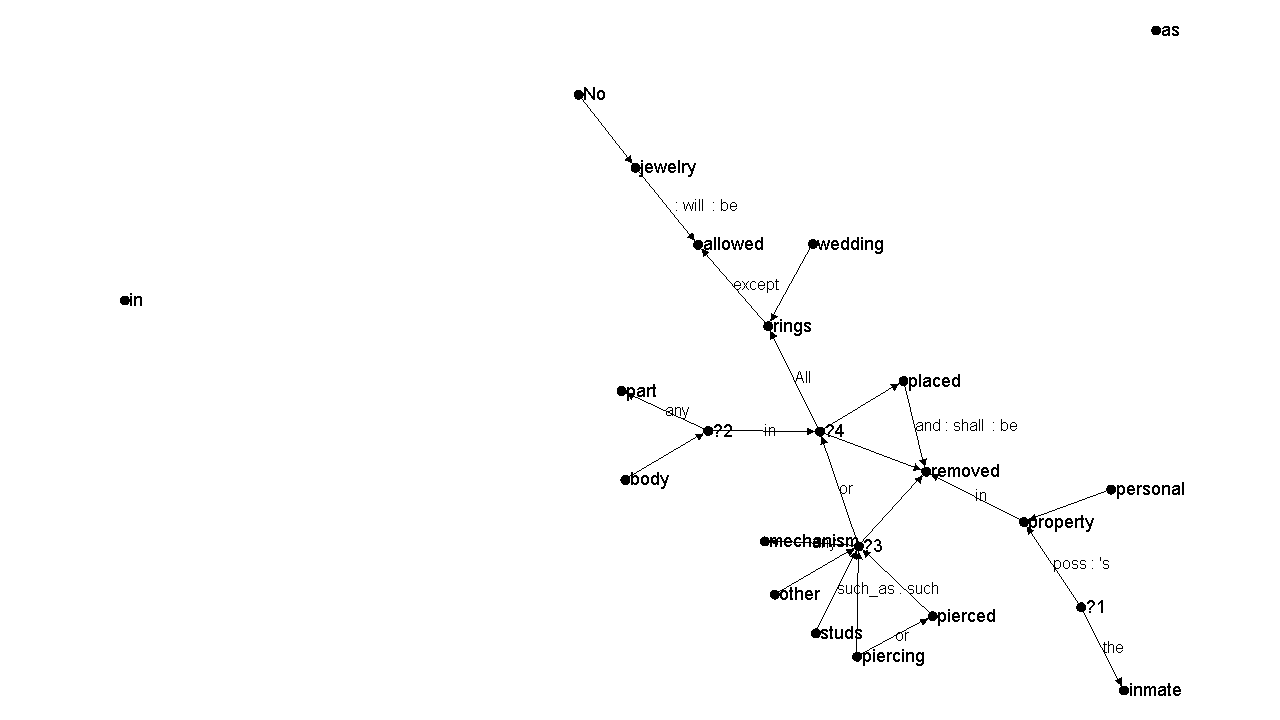 as
No
jewelry
: will : be
allowed
wedding
except
in
rings
All
placed
part
any
and : shall : be
?2
in
?4
removed
body
or
in
personal
property
mechanism
any
?3
poss : 's
such_as : such
other
?1
pierced
studs
or
the
piercing
inmate